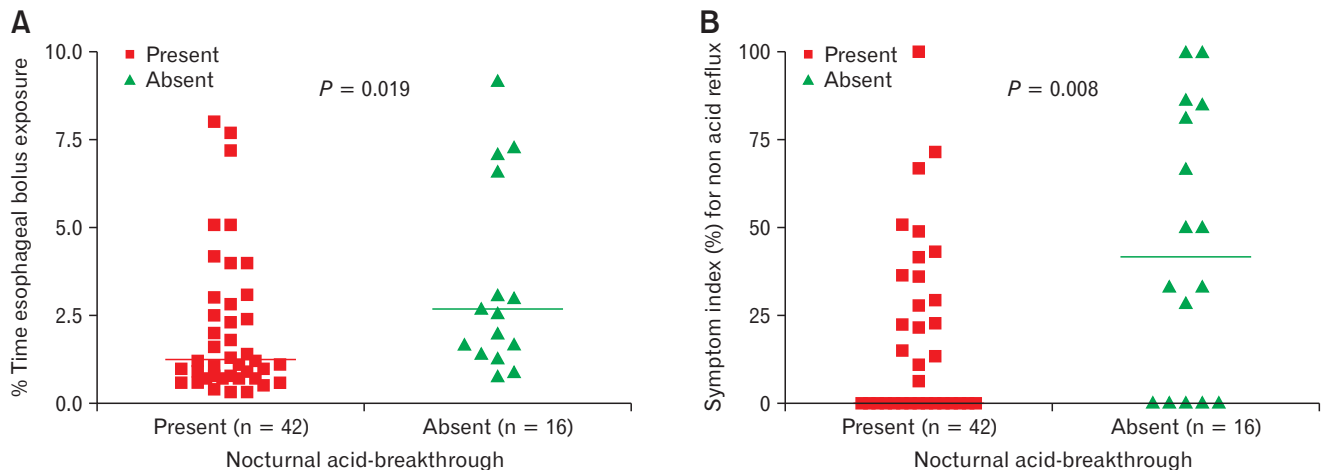 A
% Time esophageal bolus exposure
10.0
7.5
5.0
2.5
0.0
Present
Absent
P = 0.019
Present (n = 42)
Absent (n = 16)
Nocturnal acid-breakthrough
B
Symptom index (%) for non acid reflux
100
75
50
25
0
Present
Absent
P = 0.008
Present (n = 42)
Absent (n = 16)
Nocturnal acid-breakthrough